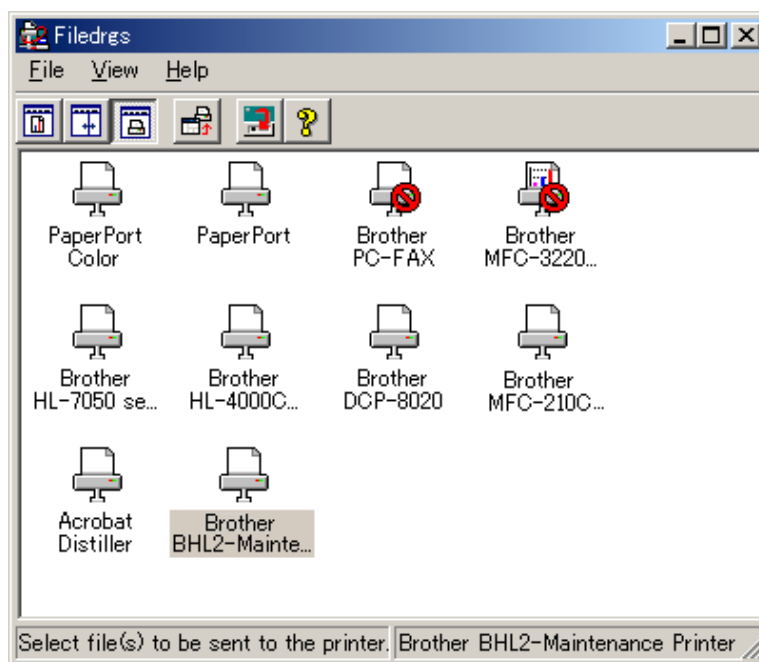 Filedrgs
File View Help
PaperPort
Color
PaperPort
Brother
PC-FAX
Brother
MFC-3220...
Brother
HL-7050 se...
Brother
HL-4000C...
Brother
DCP-8020
Brother
MFC-210C...
Acrobat
Distiller
Brother
BHL2-Mainte...
Select file(s) to be sent to the printer. Brother BHL2-Maintenance Printer